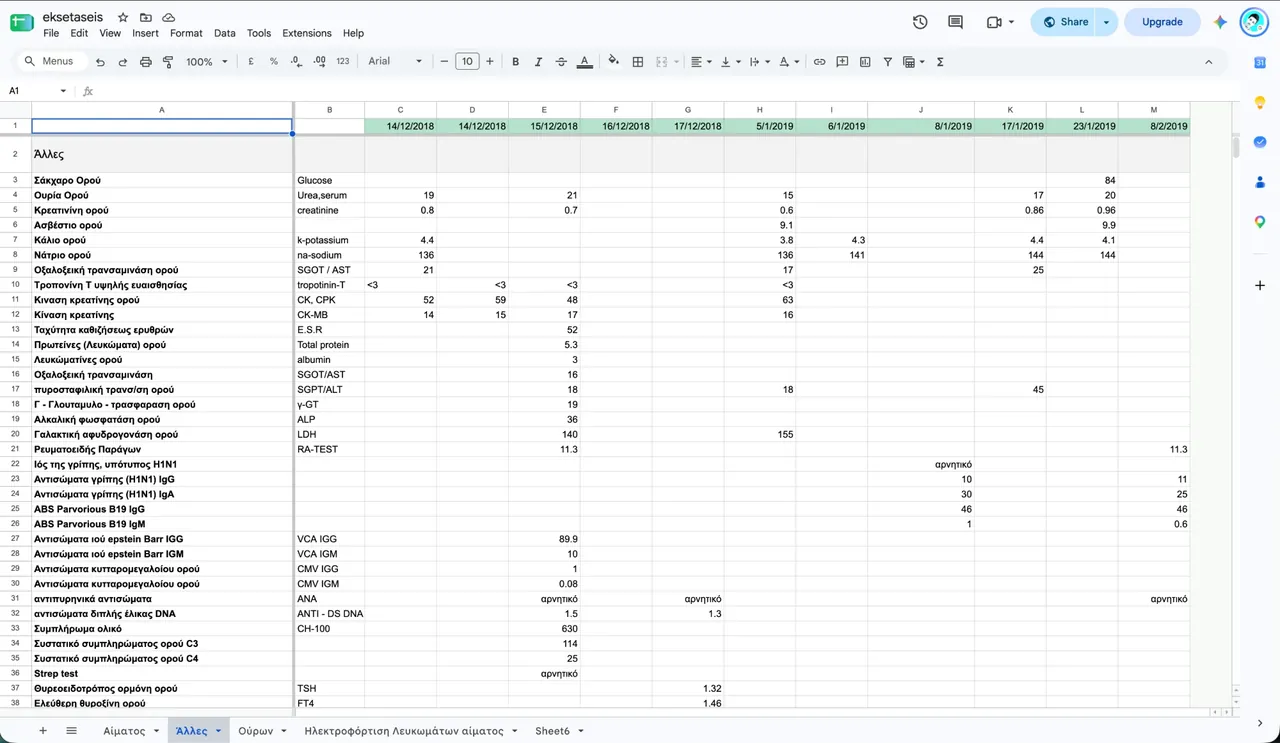 eksetaseis
File Edit View Insert Format Data Tools Extensions Help
Share
Upgrade
Menus 100% £ % .0 .00 123 Arial 10 B I A
31
A1 fx
A B C D E F G H I J K L M
1 14/12/2018 14/12/2018 15/12/2018 16/12/2018 17/12/2018 5/1/2019 6/1/2019 8/1/2019 17/1/2019 23/1/2019 8/2/2019
2 Άλλες
3 Σάκχαρο Ορού Glucose 84
4 Ουρία Ορού Urea,serum 19 21 15 17 20
5 Κρεατινίνη ορού creatinine 0.8 0.7 0.6 0.86 0.96
6 Ασβέστιο ορού 9.1 9.9
7 Κάλιο ορού k-potassium 4.4 3.8 4.3 4.4 4.1
8 Νάτριο ορού na-sodium 136 136 141 144 144
9 Οξαλοξεική τρανσαμινάση ορού SGOT / AST 21 17 25
10 Τροπονίνη Τ υψηλής ευαισθησίας tropotinin-T <3 <3 <3 <3
11 Κιναση κρεατίνης ορού CK, CPK 52 59 48 63
12 Κίναση κρεατίνης CK-MB 14 15 17 16
13 Ταχύτητα καθιζήσεως ερυθρών E.S.R 52
14 Πρωτείνες (Λευκώματα) ορού Total protein 5.3
15 Λευκώματίνες ορού albumin 3
16 Οξαλοξεική τρανσαμινάση SGOT/AST 16
17 πυροσταφιλική τρανσ/ση ορού SGPT/ALT 18 18 45
18 Γ - Γλουταμυλο - τρασφαραση ορού γ-GT 19
19 Αλκαλική φωσφατάση ορού ALP 36
20 Γαλακτική αφυδρογονάση ορού LDH 140 155
21 Ρευματοειδής Παράγων RA-TEST 11.3 11.3
22 Ιός της γρίπης, υπότυπος H1N1 αρνητικό
23 Αντισώματα γρίπης (H1N1) IgG 10 11
24 Αντισώματα γρίπης (H1N1) IgA 30 25
25 ABS Parvorious B19 IgG 46 46
26 ABS Parvorious B19 IgM 1 0.6
27 Αντισώματα ιού epstein Barr IGG VCA IGG 89.9
28 Αντισώματα ιού epstein Barr IGM VCA IGM 10
29 Αντισώματα κυτταρομεγαλοίου ορού CMV IGG 1
30 Αντισώματα κυτταρομεγαλοίου ορού CMV IGM 0.08
31 αντιπυρηνικά αντισώματα ANA αρνητικό αρνητικό αρνητικό
32 αντισώματα διπλής έλικας DNA ANTI - DS DNA 1.5 1.3
33 Συμπλήρωμα ολικό CH-100 630
34 Συστατικό συμπληρώματος ορού C3 114
35 Συστατικό συμπληρώματος ορού C4 25
36 Strep test αρνητικό
37 Θυρεοειδοτρόπος ορμόνη ορού TSH 1.32
38 Ελεύθερη θυροξίνη ορού FT4 1.46
Αίματος Άλλες Ούρων Ηλεκτροφόρτιση Λευκωμάτων αίματος Sheet6